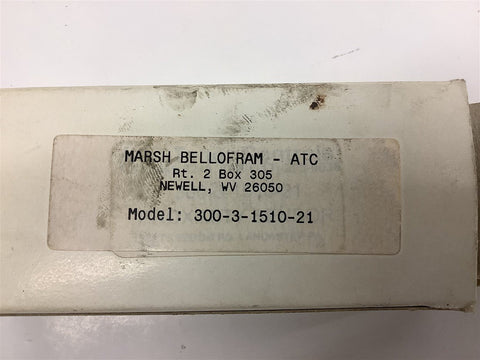 MARSH BELLOFRAM - ATC
Rt. 2 Box 305
NEWELL, WV 26050
Model: 300-3-1510-21